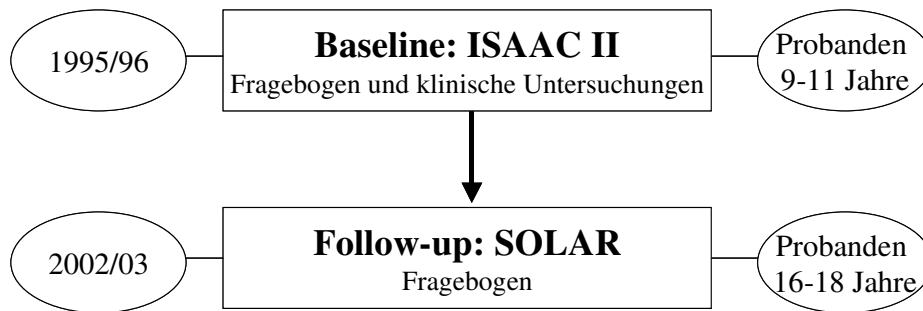 1995/96
Baseline: ISAAC II
Fragebogen und klinische Untersuchungen
Probanden
9-11 Jahre
2002/03
Follow-up: SOLAR
Fragebogen
Probanden
16-18 Jahre